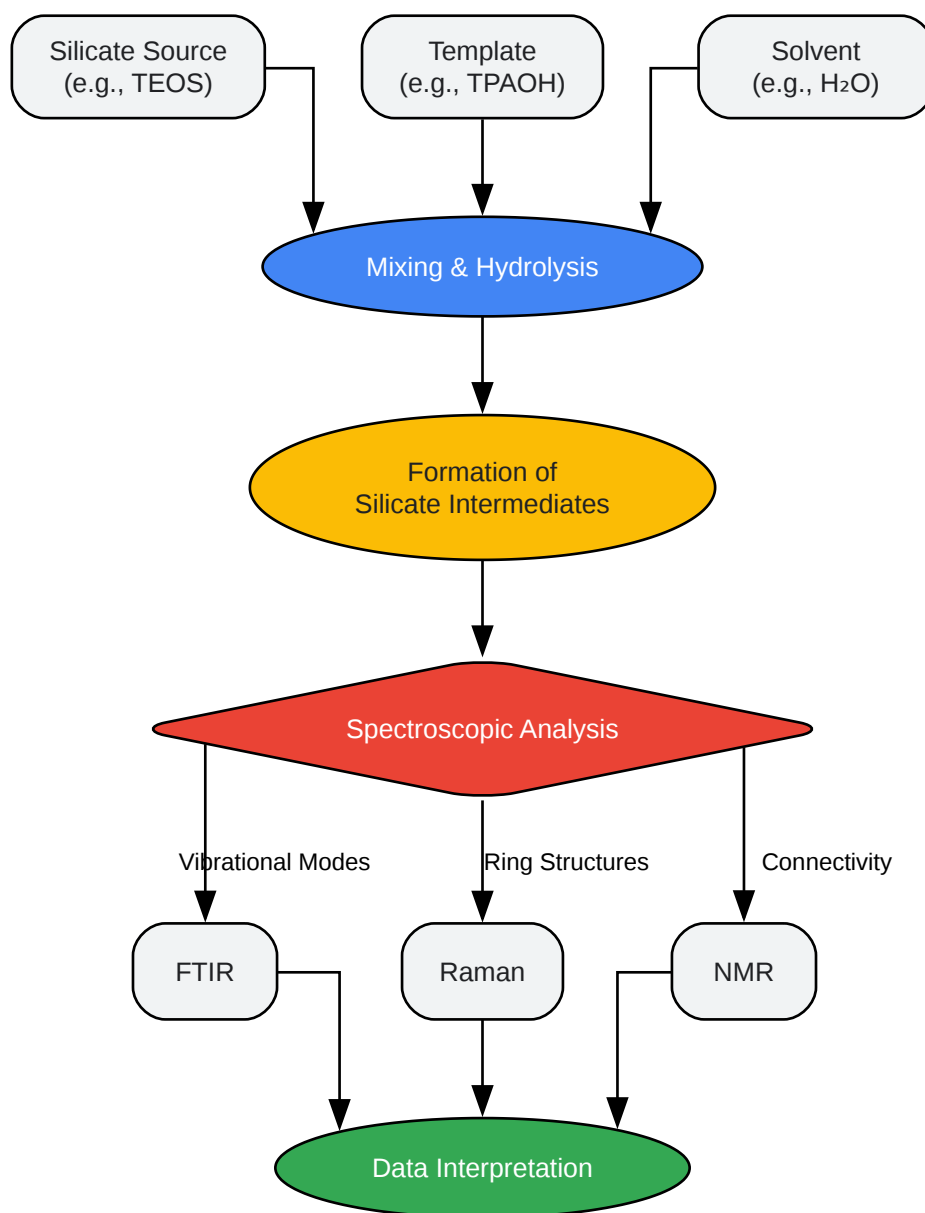 Silicate Source
(e.g., TEOS)
Template
(e.g., TPAOH)
Solvent
(e.g., H₂O)
Mixing & Hydrolysis
Formation of
Silicate Intermediates
Spectroscopic Analysis
Vibrational Modes
Ring Structures
Connectivity
FTIR
Raman
NMR
Data Interpretation